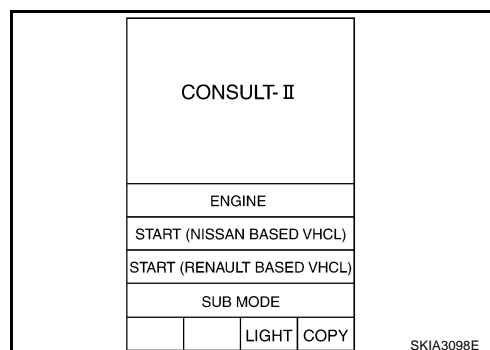 CONSULT-II
ENGINE
START (NISSAN BASED VHCL)
START (RENAULT BASED VHCL)
SUB MODE
LIGHT COPY
SKIA3098E